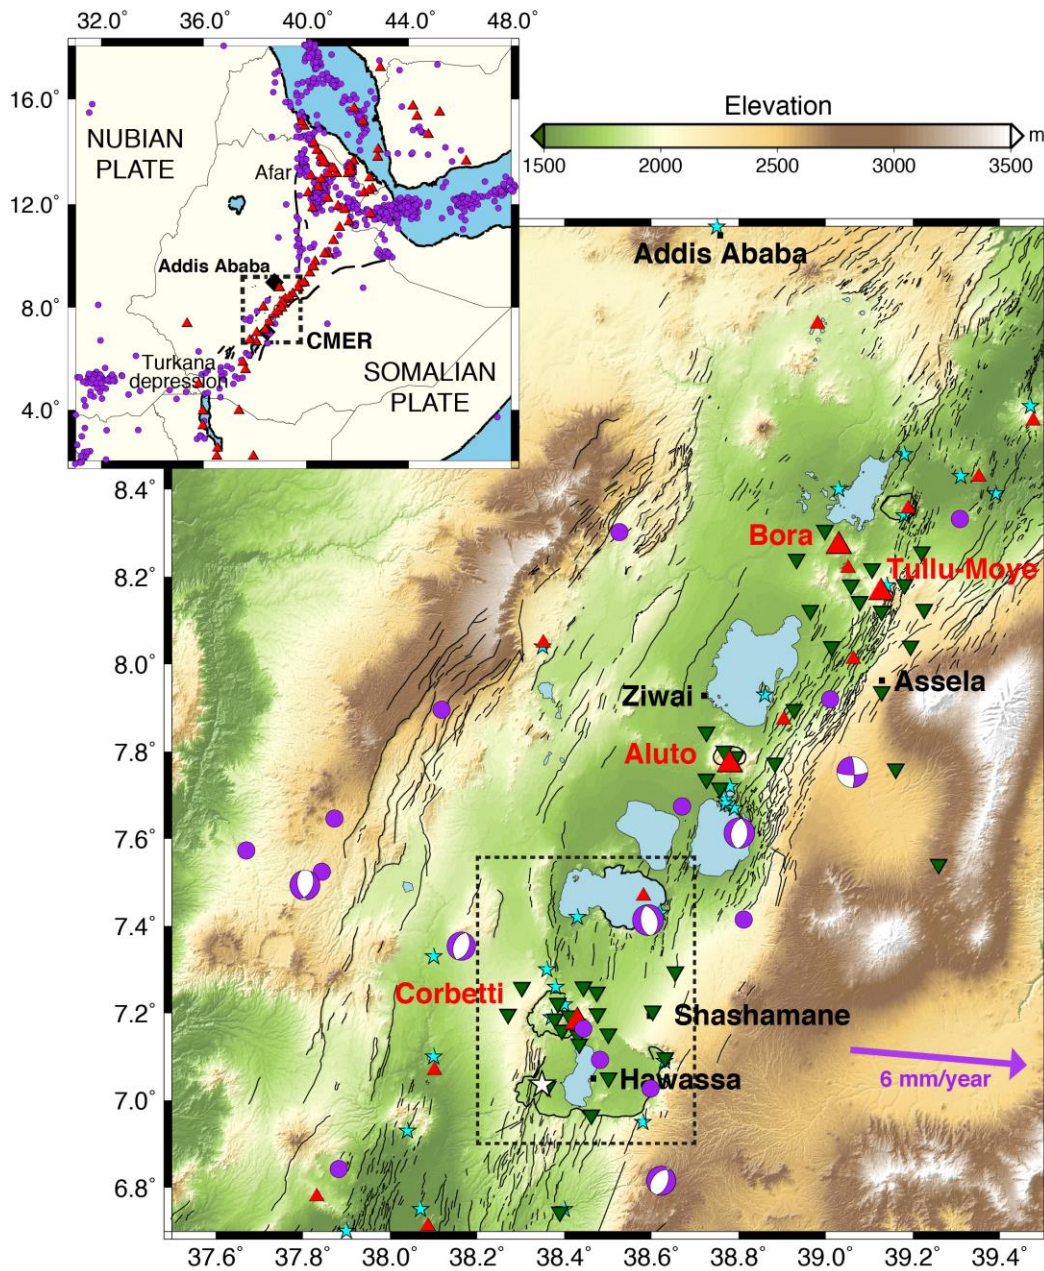 32.0˚ 36.0˚ 40.0˚ 44.0˚ 48.0˚
16.0˚
12.0˚
8.0˚
4.0˚
NUBIAN
PLATE
Afar
Addis Ababa
CMER
Turkana
depression
SOMALIAN
PLATE
Elevation
m
1500 2000 2500 3000 3500
Addis Ababa
8.4˚
8.2˚
8.0˚
7.8˚
7.6˚
7.4˚
7.2˚
7.0˚
6.8˚
Bora
Tullu-Moye
Ziwai
Assela
Aluto
Corbetti
Shashamane
Hawassa
6 mm/year
37.6˚ 37.8˚ 38.0˚ 38.2˚ 38.4˚ 38.6˚ 38.8˚ 39.0˚ 39.2˚ 39.4˚